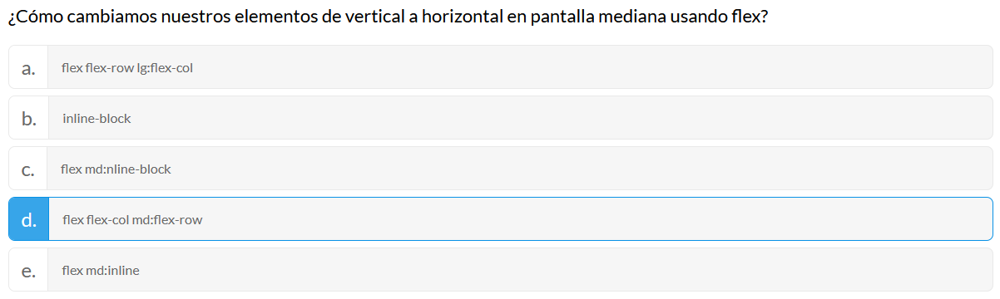 ¿Cómo cambiamos nuestros elementos de vertical a horizontal en pantalla mediana usando flex?
a. flex flex-row lg:flex-col
b. inline-block
c. flex md:nline-block
d. flex flex-col md:flex-row
e. flex md:inline